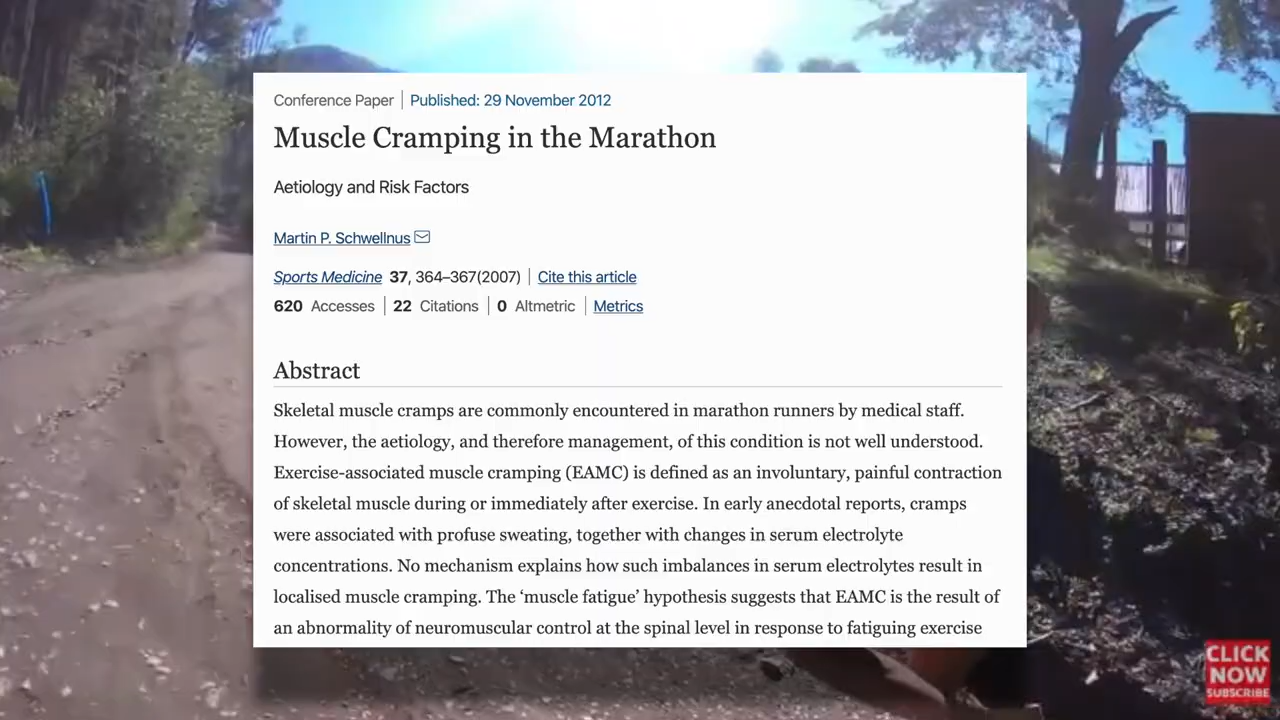 Conference Paper | Published: 29 November 2012
Muscle Cramping in the Marathon
Aetiology and Risk Factors
Martin P. Schwellnus
Sports Medicine 37, 364–367(2007) | Cite this article
620 Accesses | 22 Citations | 0 Altmetric | Metrics
Abstract
Skeletal muscle cramps are commonly encountered in marathon runners by medical staff.
However, the aetiology, and therefore management, of this condition is not well understood.
Exercise-associated muscle cramping (EAMC) is defined as an involuntary, painful contraction
of skeletal muscle during or immediately after exercise. In early anecdotal reports, cramps
were associated with profuse sweating, together with changes in serum electrolyte
concentrations. No mechanism explains how such imbalances in serum electrolytes result in
localised muscle cramping. The ‘muscle fatigue’ hypothesis suggests that EAMC is the result of
an abnormality of neuromuscular control at the spinal level in response to fatiguing exercise
CLICK
NOW
SUBSCRIBE